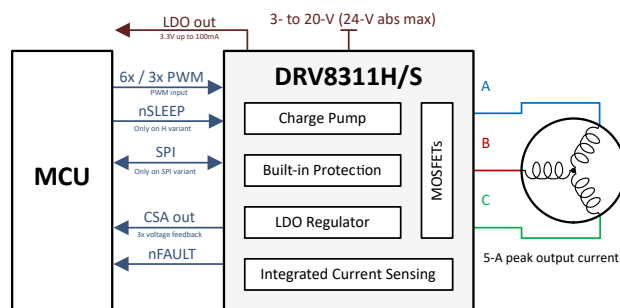 LDO out
3.3V up to 100mA
3- to 20-V (24-V abs max)
MCU
6x / 3x PWM
PWM input
nSLEEP
Only on H variant
SPI
Only on SPI variant
CSA out
3x voltage feedback
nFAULT
DRV8311H/S
Charge Pump
Built-in Protection
LDO Regulator
Integrated Current Sensing
MOSFETs
A
B
C
5-A peak output current